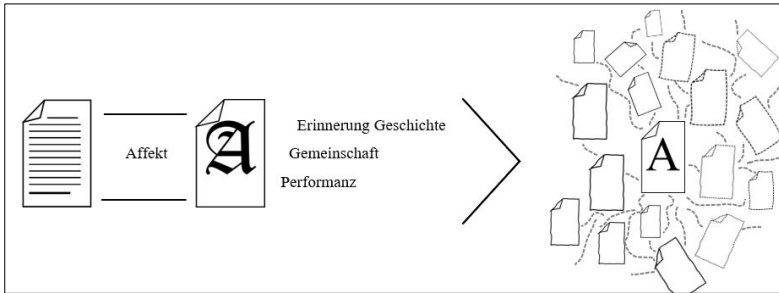 Affekt
A
Erinnerung Geschichte
Gemeinschaft
Performanz
A